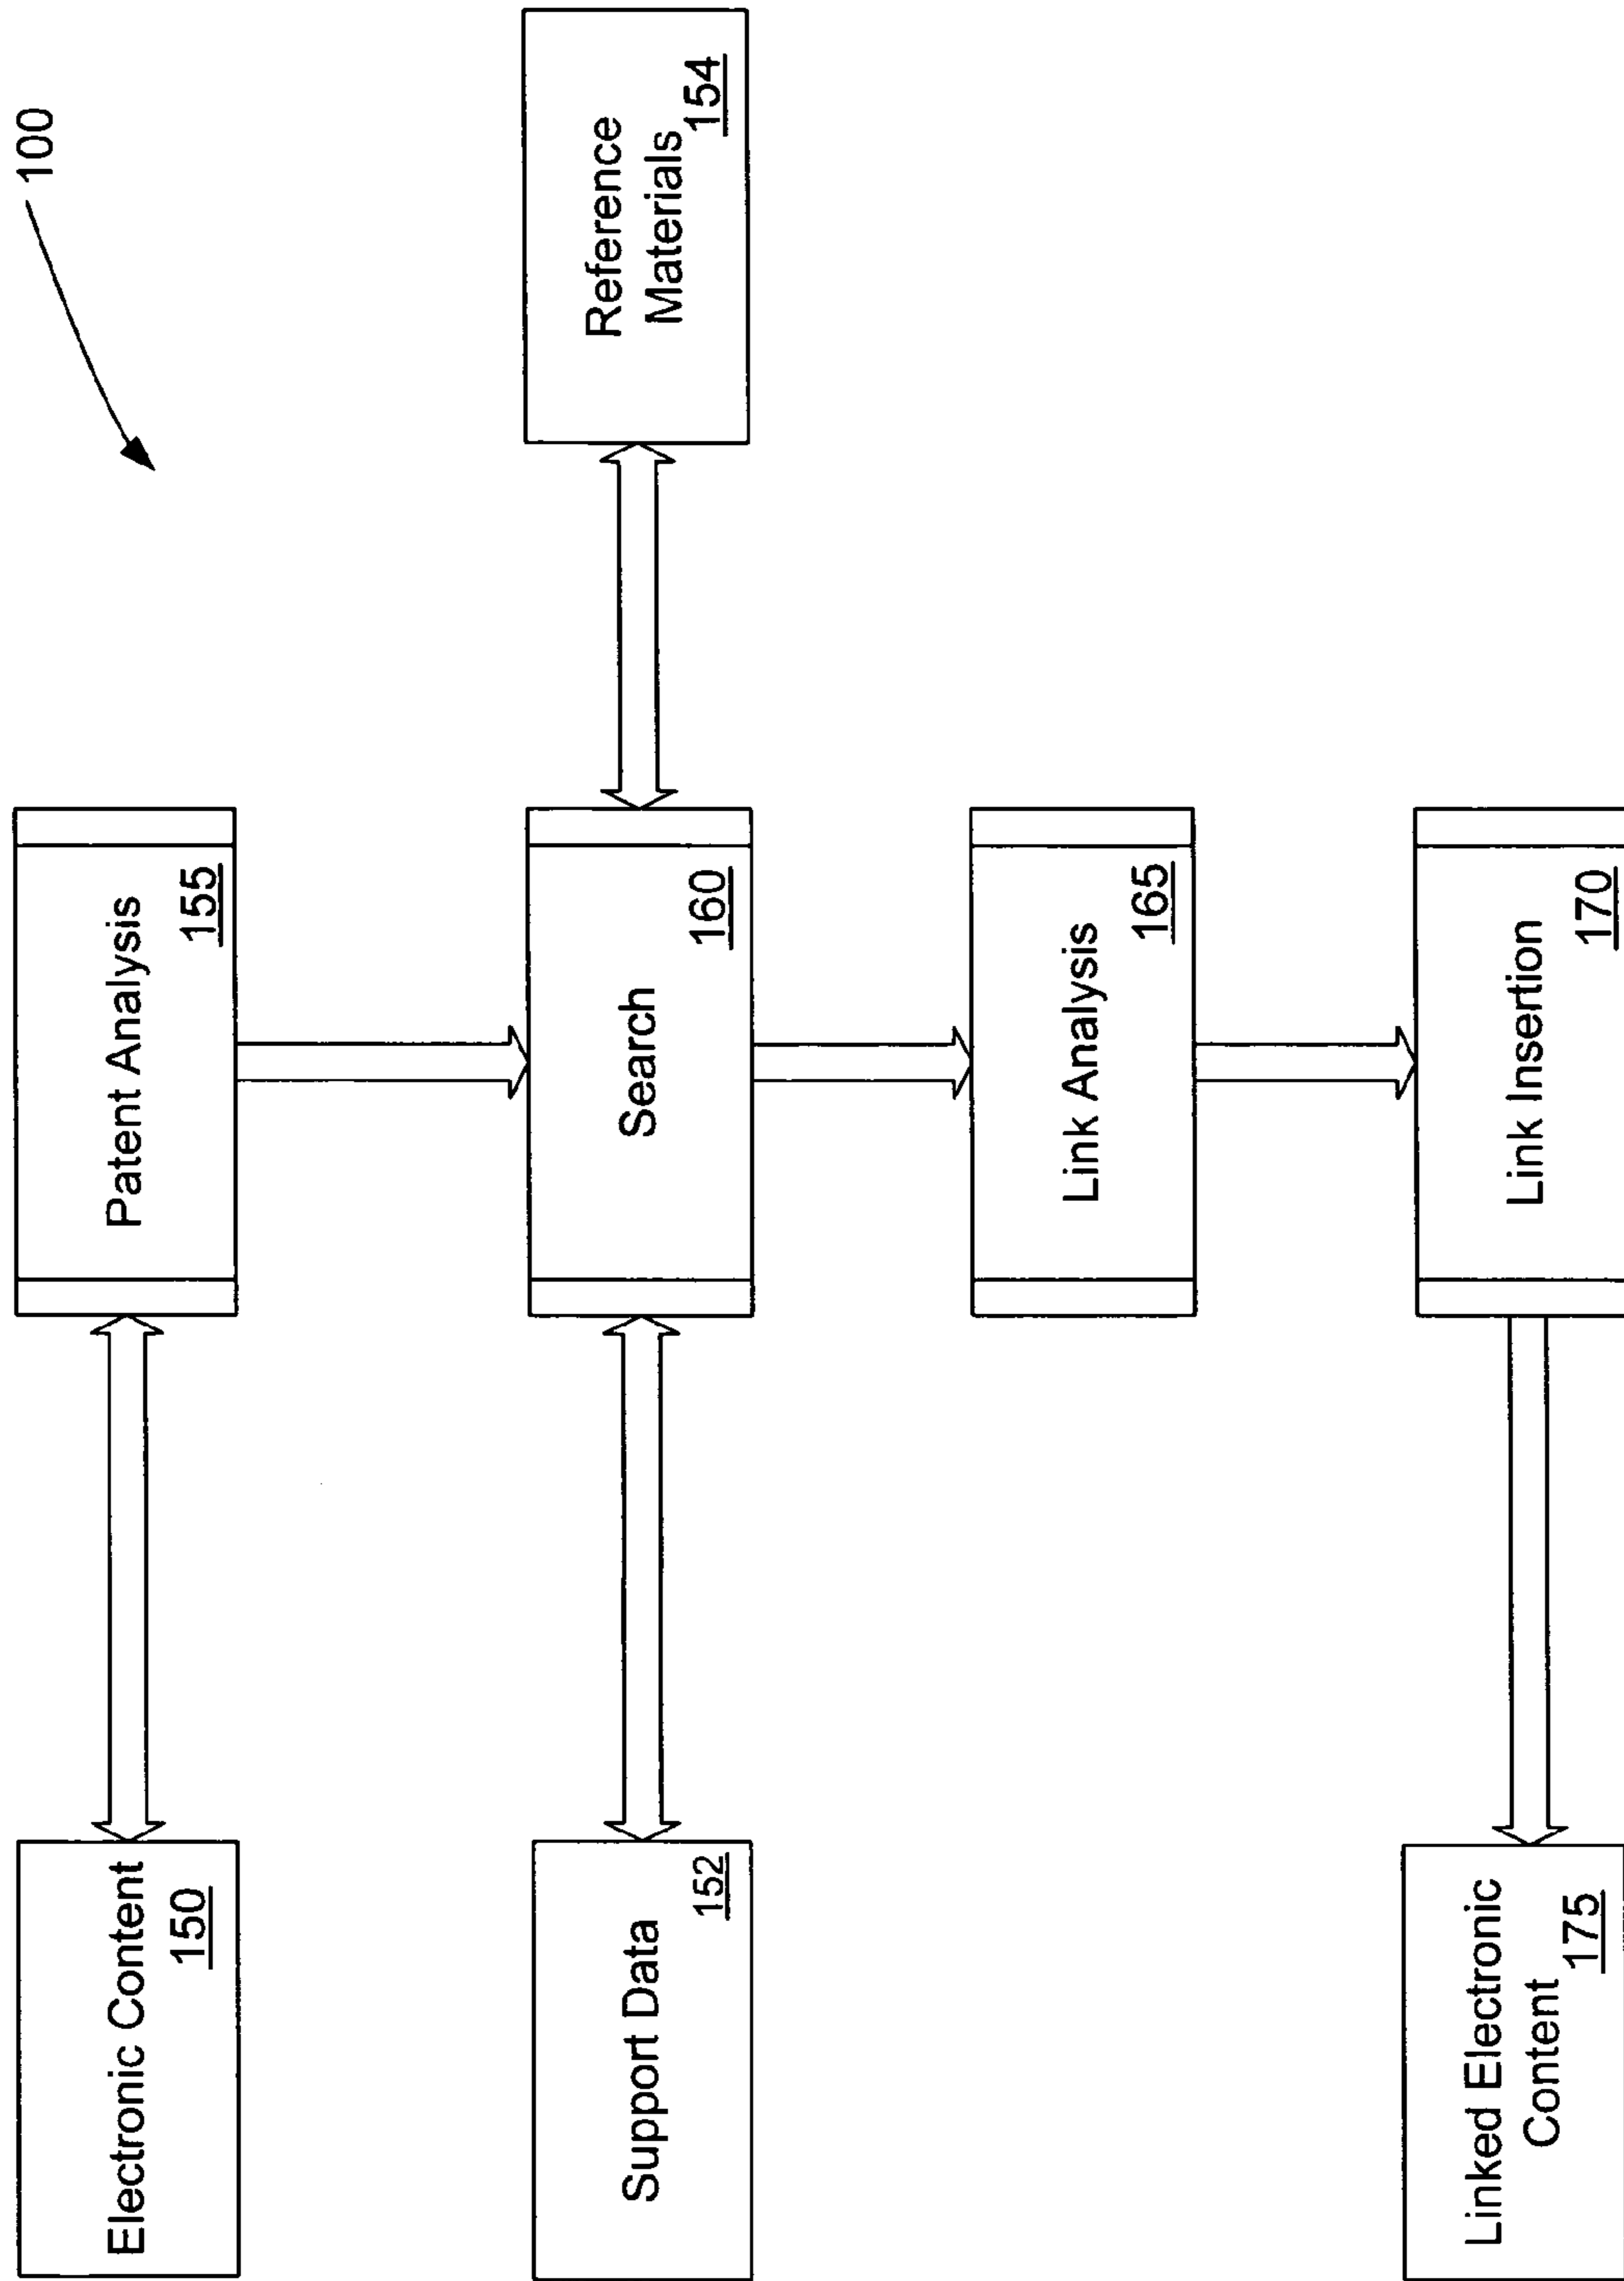 100
Electronic Content
150
Patent Analysis
155
Support Data
152
Search
160
Reference
Materials
154
Link Analysis
165
Linked Electronic
Content
175
Link Insertion
170